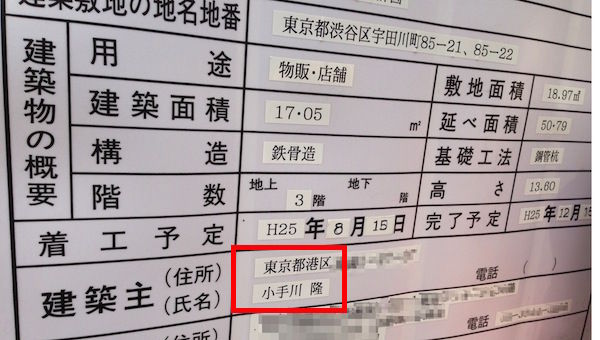 建築敷地の地名地番
東京都渋谷区宇田川町85−21、85−22
建築物の概要
用途 物販・店舗 敷地面積 18.97㎡
建築面積 17・05 ㎡ 延べ面積 50・79
構造 鉄骨造 基礎工法 鋼管杭
階数 地上 3 階 地下 階 高さ 13.60
着工予定 H25 年 8 月 15 日 完了予定 H25 年 12 月 15
建築主 (住所) 東京都港区
(氏名) 小手川 隆 電話 ( )
(住所) 電話